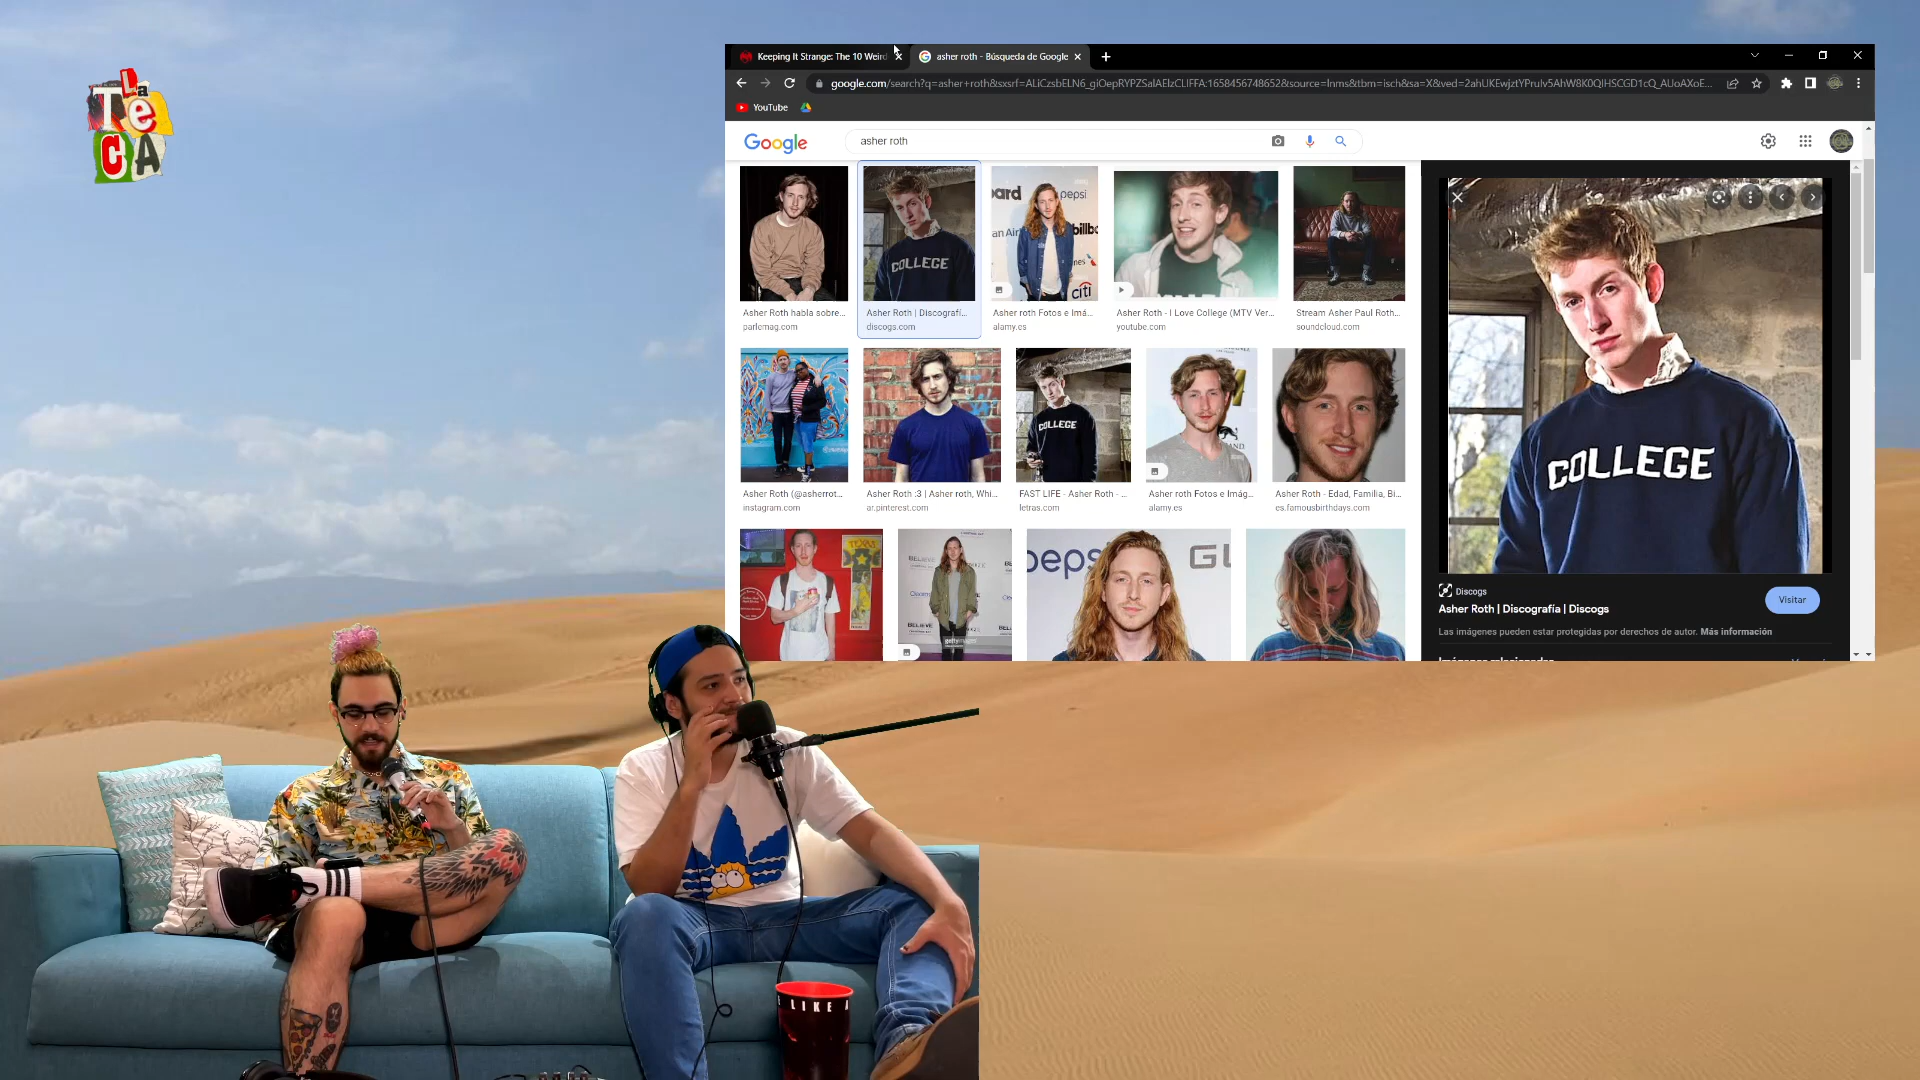 La
TeCA
Keeping It Strange: The 10 Weird
asher roth - Búsqueda de Google
YouTube
Google
asher roth
COLLEGE
pepsi
citi
Asher Roth habla sobre...
parlemag.com
Asher Roth | Discografí...
discogs.com
Asher roth Fotos e Imá...
alamy.es
Asher Roth - I Love College (MTV Ver...
youtube.com
Stream Asher Paul Roth...
soundcloud.com
COLLEGE
Asher Roth (@asherrot...
instagram.com
Asher Roth :3 | Asher roth, Whi...
ar.pinterest.com
FAST LIFE - Asher Roth - ...
letras.com
Asher roth Fotos e Imág...
alamy.es
Asher Roth - Edad, Familia, Bi...
es.famousbirthdays.com
TEXAS
BELIEVE
COLLEGE
Discogs
Asher Roth | Discografía | Discogs
Visitar
Las imágenes pueden estar protegidas por derechos de autor. Más información
LIKE A